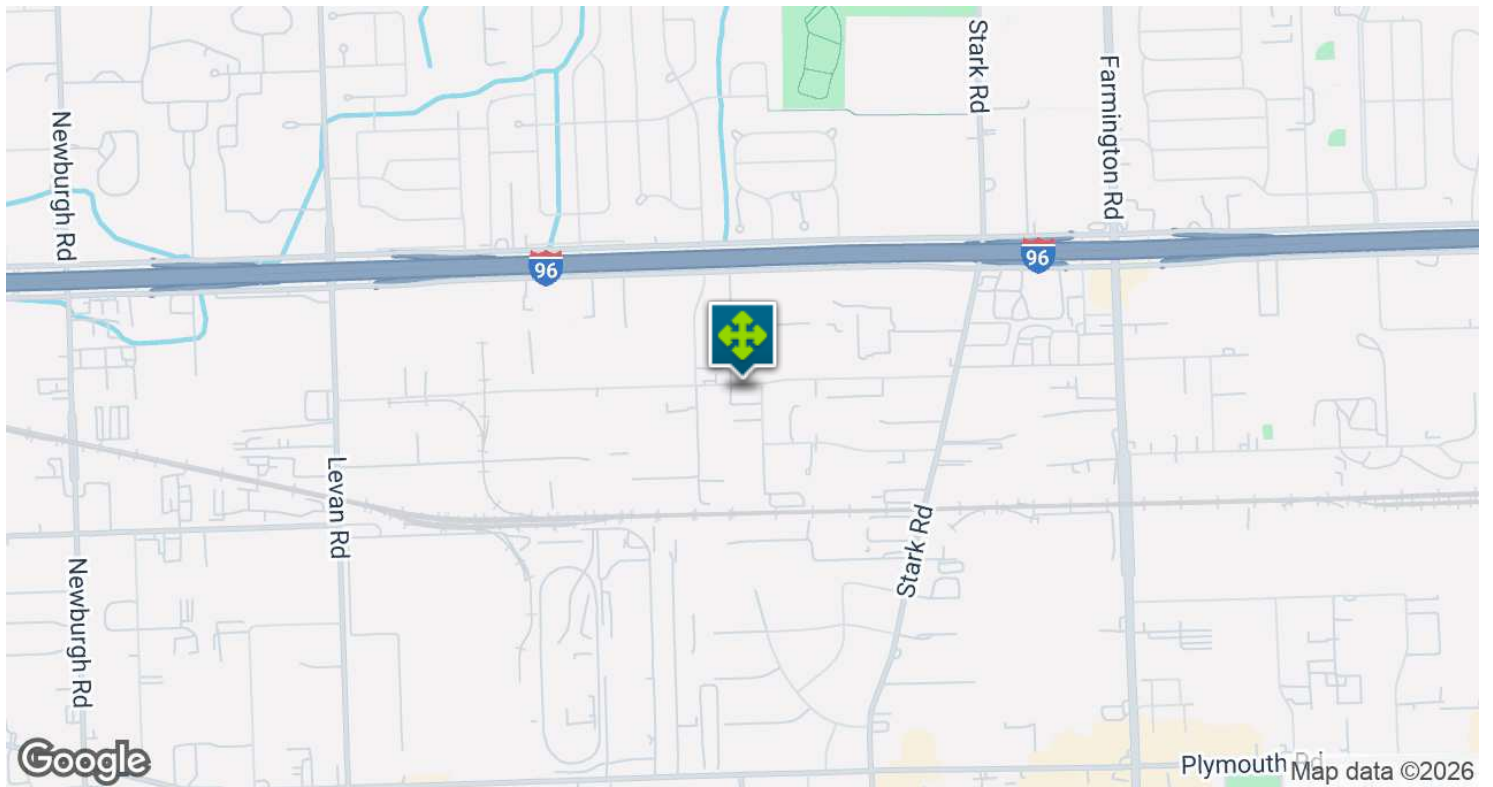 Stark Rd
Farmington Rd
Newburgh Rd
96
96
Levan Rd
Stark Rd
Newburgh Rd
Plymouth Rd
Google
Map data ©2026